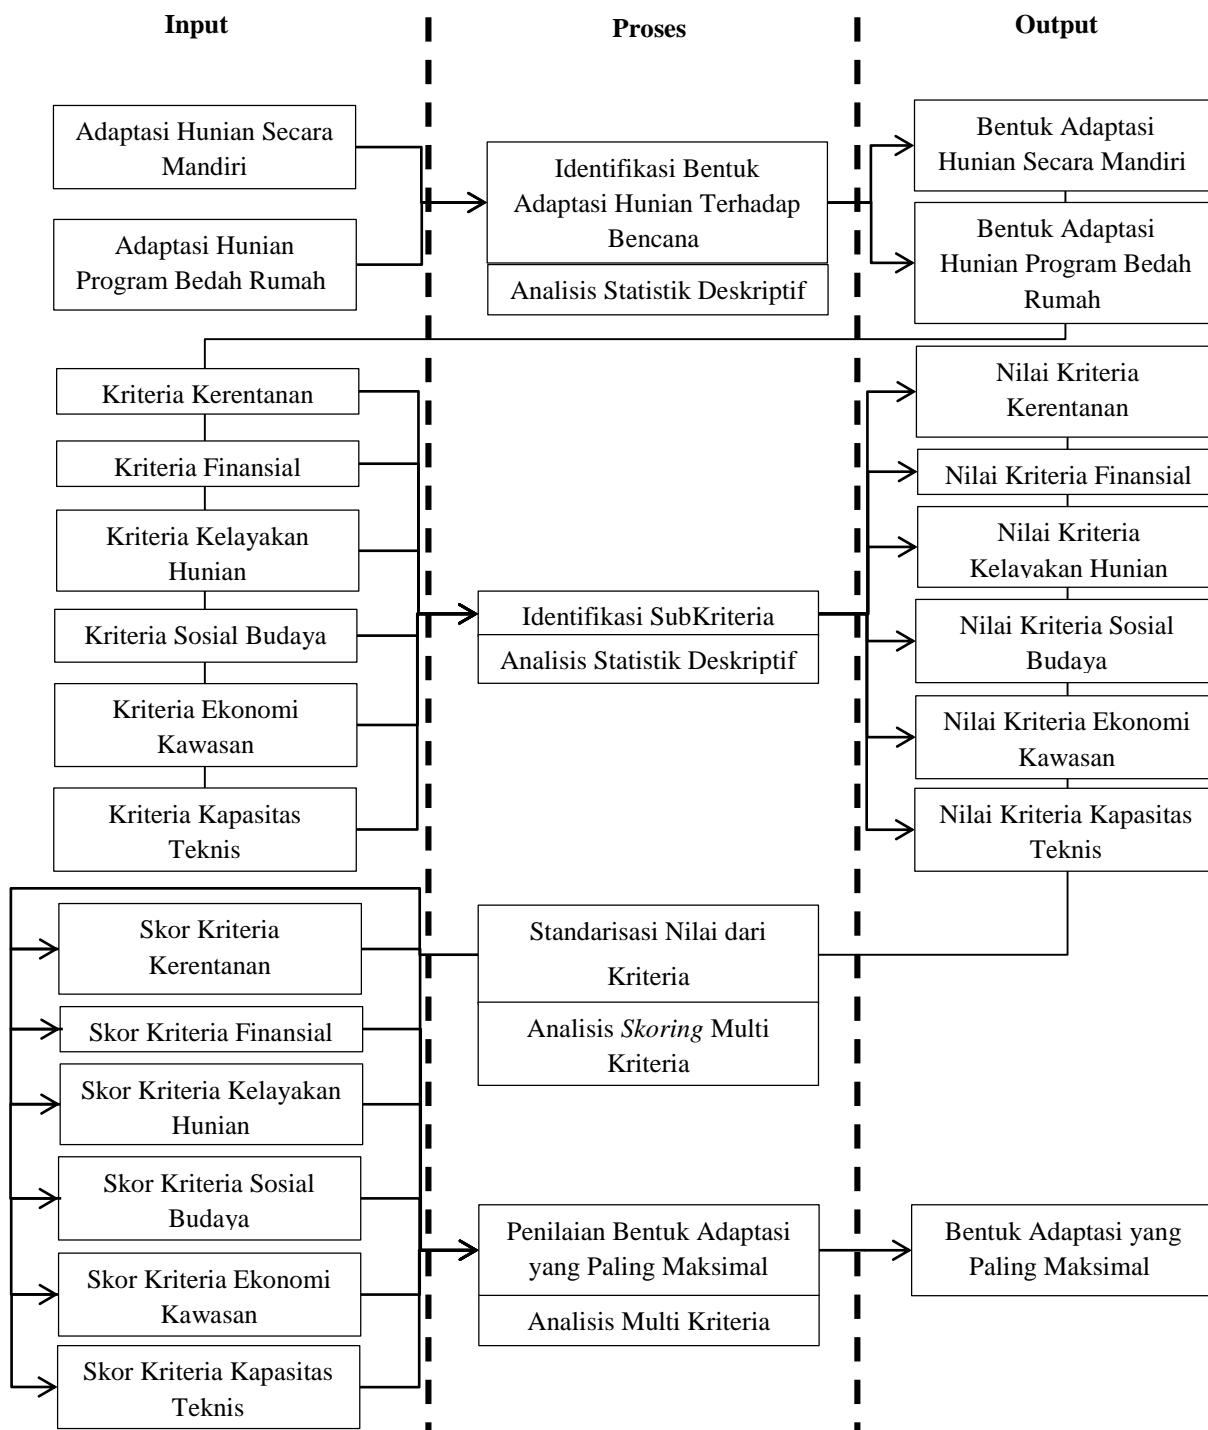 Input
Proses
Output
Adaptasi Hunian Secara
Mandiri
Adaptasi Hunian
Program Bedah Rumah
Identifikasi Bentuk
Adaptasi Hunian Terhadap
Bencana
Analisis Statistik Deskriptif
Bentuk Adaptasi
Hunian Secara Mandiri
Bentuk Adaptasi
Hunian Program Bedah
Rumah
Kriteria Kerentanan
Kriteria Finansial
Kriteria Kelayakan
Hunian
Kriteria Sosial Budaya
Kriteria Ekonomi
Kawasan
Kriteria Kapasitas
Teknis
Identifikasi SubKriteria
Analisis Statistik Deskriptif
Nilai Kriteria
Kerentanan
Nilai Kriteria Finansial
Nilai Kriteria
Kelayakan Hunian
Nilai Kriteria Sosial
Budaya
Nilai Kriteria Ekonomi
Kawasan
Nilai Kriteria Kapasitas
Teknis
Skor Kriteria
Kerentanan
Skor Kriteria Finansial
Skor Kriteria Kelayakan
Hunian
Skor Kriteria Sosial
Budaya
Skor Kriteria Ekonomi
Kawasan
Skor Kriteria Kapasitas
Teknis
Standarisasi Nilai dari
Kriteria
Analisis Skoring Multi
Kriteria
Penilaian Bentuk Adaptasi
yang Paling Maksimal
Analisis Multi Kriteria
Bentuk Adaptasi yang
Paling Maksimal